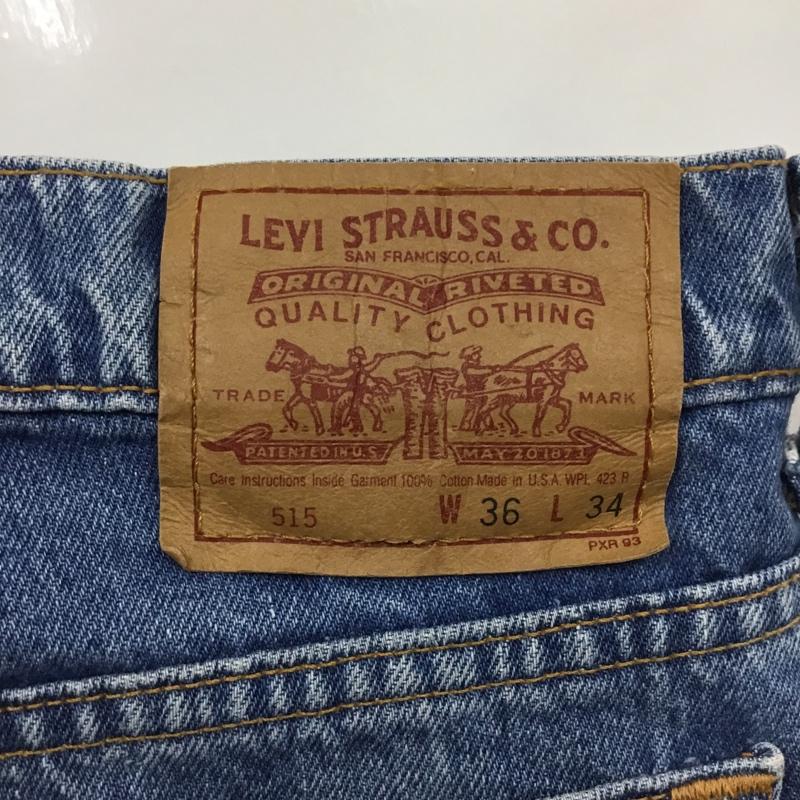 LEVI STRAUSS & CO.
SAN FRANCISCO, CAL.
ORIGINAL RIVETED
QUALITY CLOTHING
TRADE MARK
PATENTED IN U.S. MAY 20 1873
Care Instructions Inside Garment 100% Cotton Made in U.S.A. WPL 423 R
515 W 36 L 34
PXR 93